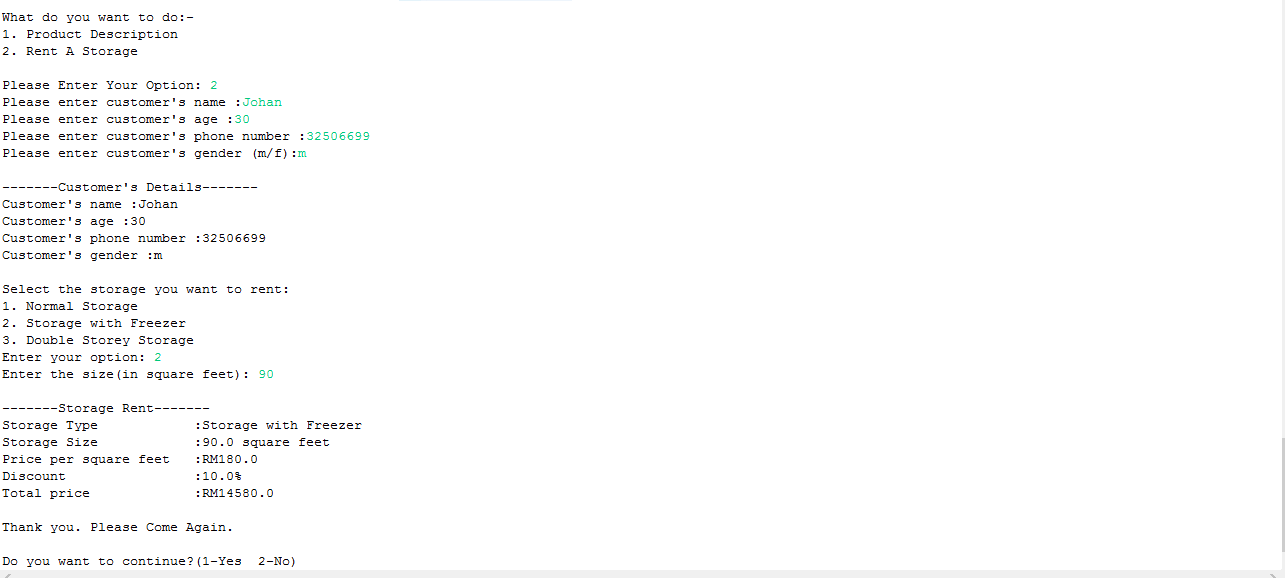 What do you want to do:-
1. Product Description
2. Rent A Storage
Please Enter Your Option: 2
Please enter customer's name :Johan
Please enter customer's age :30
Please enter customer's phone number :32506699
Please enter customer's gender (m/f):m
-------Customer's Details-------
Customer's name :Johan
Customer's age :30
Customer's phone number :32506699
Customer's gender :m
Select the storage you want to rent:
1. Normal Storage
2. Storage with Freezer
3. Double Storey Storage
Enter your option: 2
Enter the size(in square feet): 90
-------Storage Rent-------
Storage Type            :Storage with Freezer
Storage Size            :90.0 square feet
Price per square feet   :RM180.0
Discount                :10.0%
Total price             :RM14580.0
Thank you. Please Come Again.
Do you want to continue?(1-Yes  2-No)